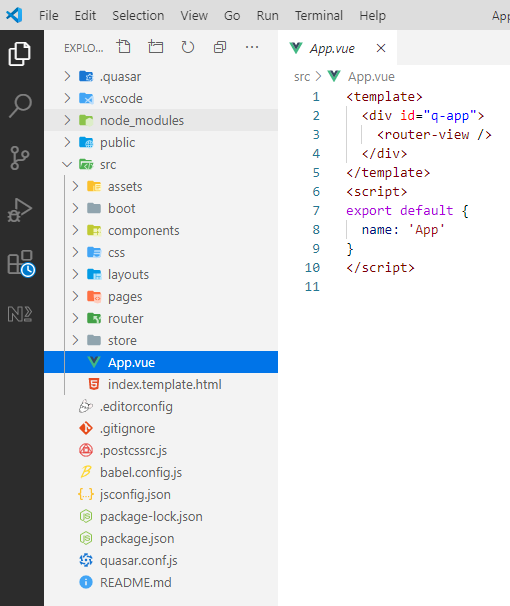 File Edit Selection View Go Run Terminal Help App
EXPLO...
.quasar
.vscode
node_modules
public
src
assets
boot
components
css
layouts
pages
router
store
App.vue
index.template.html
.editorconfig
.gitignore
.postcssrc.js
babel.config.js
jsconfig.json
package-lock.json
package.json
quasar.conf.js
README.md
App.vue
src > App.vue
1 <template>
2 <div id="q-app">
3 <router-view />
4 </div>
5 </template>
6 <script>
7 export default {
8 name: 'App'
9 }
10 </script>
11